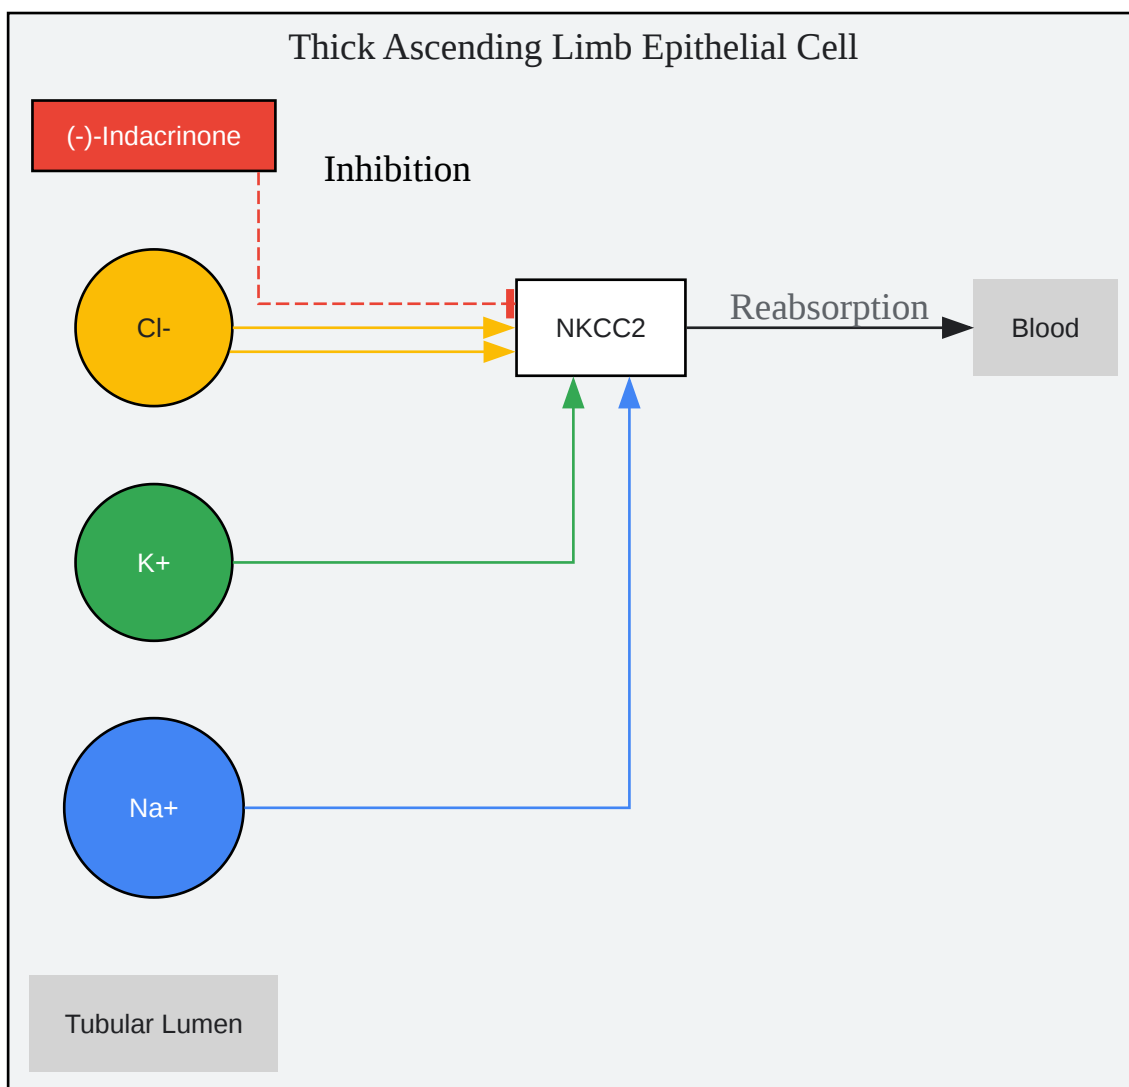 Thick Ascending Limb Epithelial Cell
(-)-Indacrinone
Inhibition
Cl-
NKCC2
Reabsorption
Blood
K+
Na+
Tubular Lumen